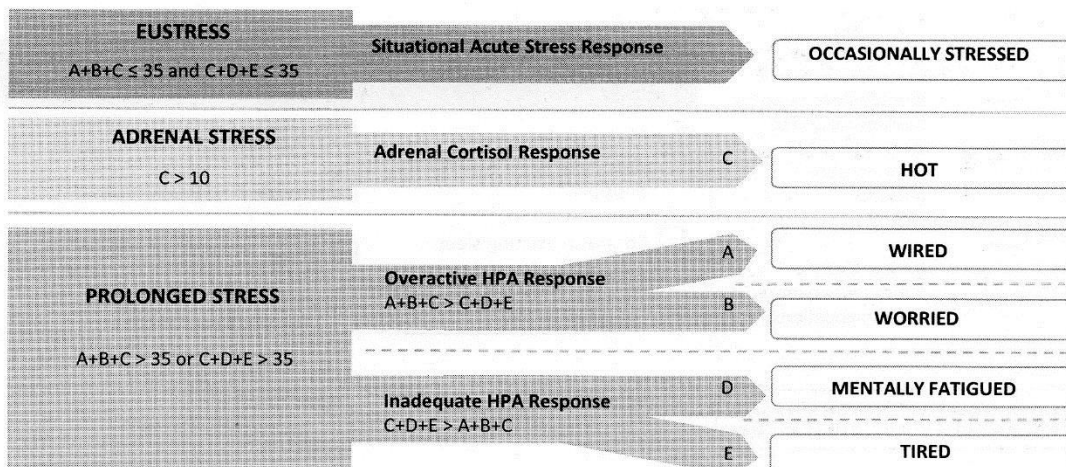 EUSTRESS
A+B+C ≤ 35 and C+D+E ≤ 35
Situational Acute Stress Response
OCCASIONALLY STRESSED
ADRENAL STRESS
C > 10
Adrenal Cortisol Response
C
HOT
PROLONGED STRESS
A+B+C > 35 or C+D+E > 35
Overactive HPA Response
A+B+C > C+D+E
A
WIRED
B
WORRIED
Inadequate HPA Response
C+D+E > A+B+C
D
MENTALLY FATIGUED
E
TIRED